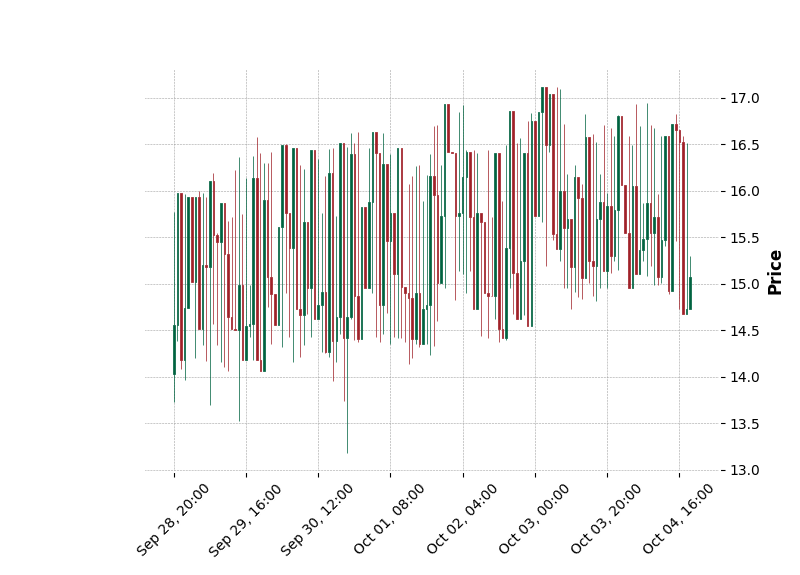 17.0
16.5
16.0
15.5
15.0
14.5
14.0
13.5
13.0
Price
Sep 28, 20:00
Sep 29, 16:00
Sep 30, 12:00
Oct 01, 08:00
Oct 02, 04:00
Oct 03, 00:00
Oct 03, 20:00
Oct 04, 16:00